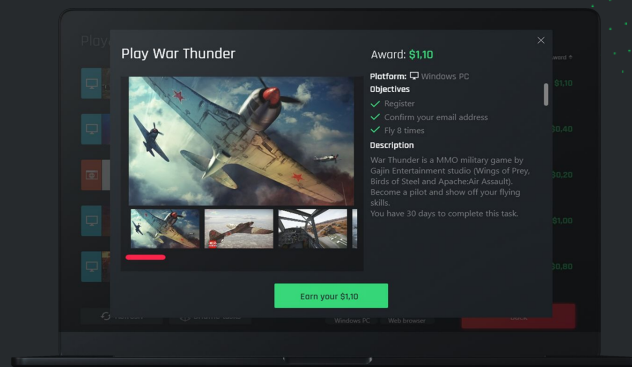 Play War Thunder
Award: $1,10
Platform: Windows PC
Objectives
Register
Confirm your email address
Fly 8 times
Description
War Thunder is a MMO military game by
Gajin Entertainment studio (Wings of Prey,
Birds of Steel and Apache:Air Assault).
Become a pilot and show off your flying
skills.
You have 30 days to complete this task.
Earn your $1,10
$1,10
$0,40
$0,20
$1,00
$0,80
Windows PC
Web browser